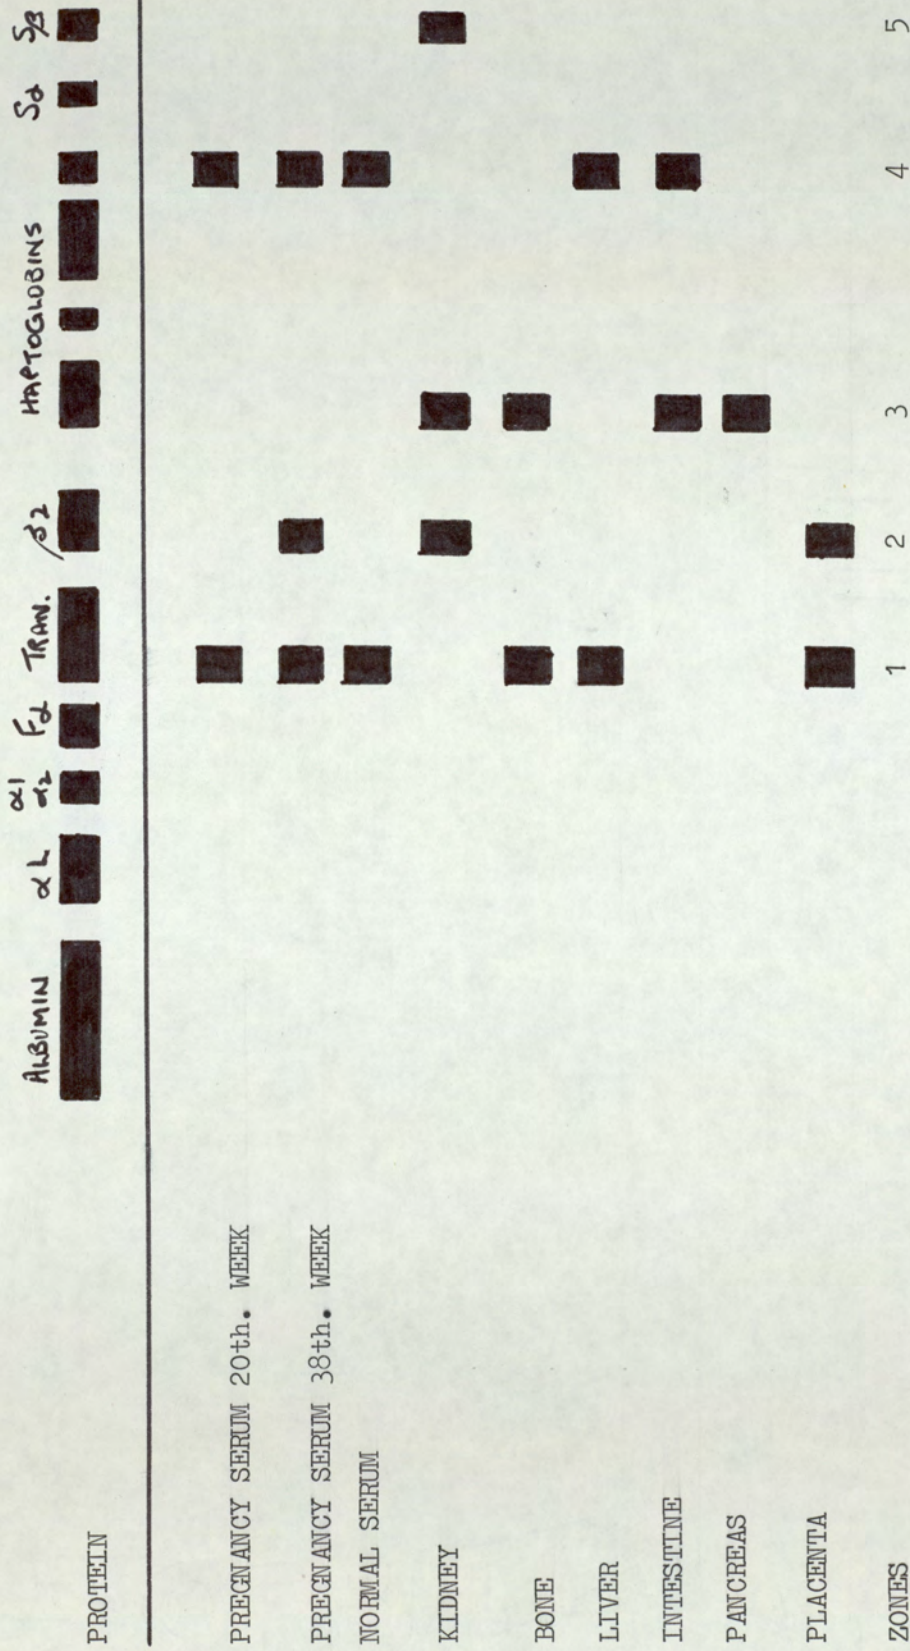 ALBUMIN αL α1 α2 Fα TRAN. β2 HAPTOGLOBINS Sα Sβ
PROTEIN
PREGNANCY SERUM 20th. WEEK
PREGNANCY SERUM 38th. WEEK
NORMAL SERUM
KIDNEY
BONE
LIVER
INTESTINE
PANCREAS
PLACENTA
ZONES 1 2 3 4 5